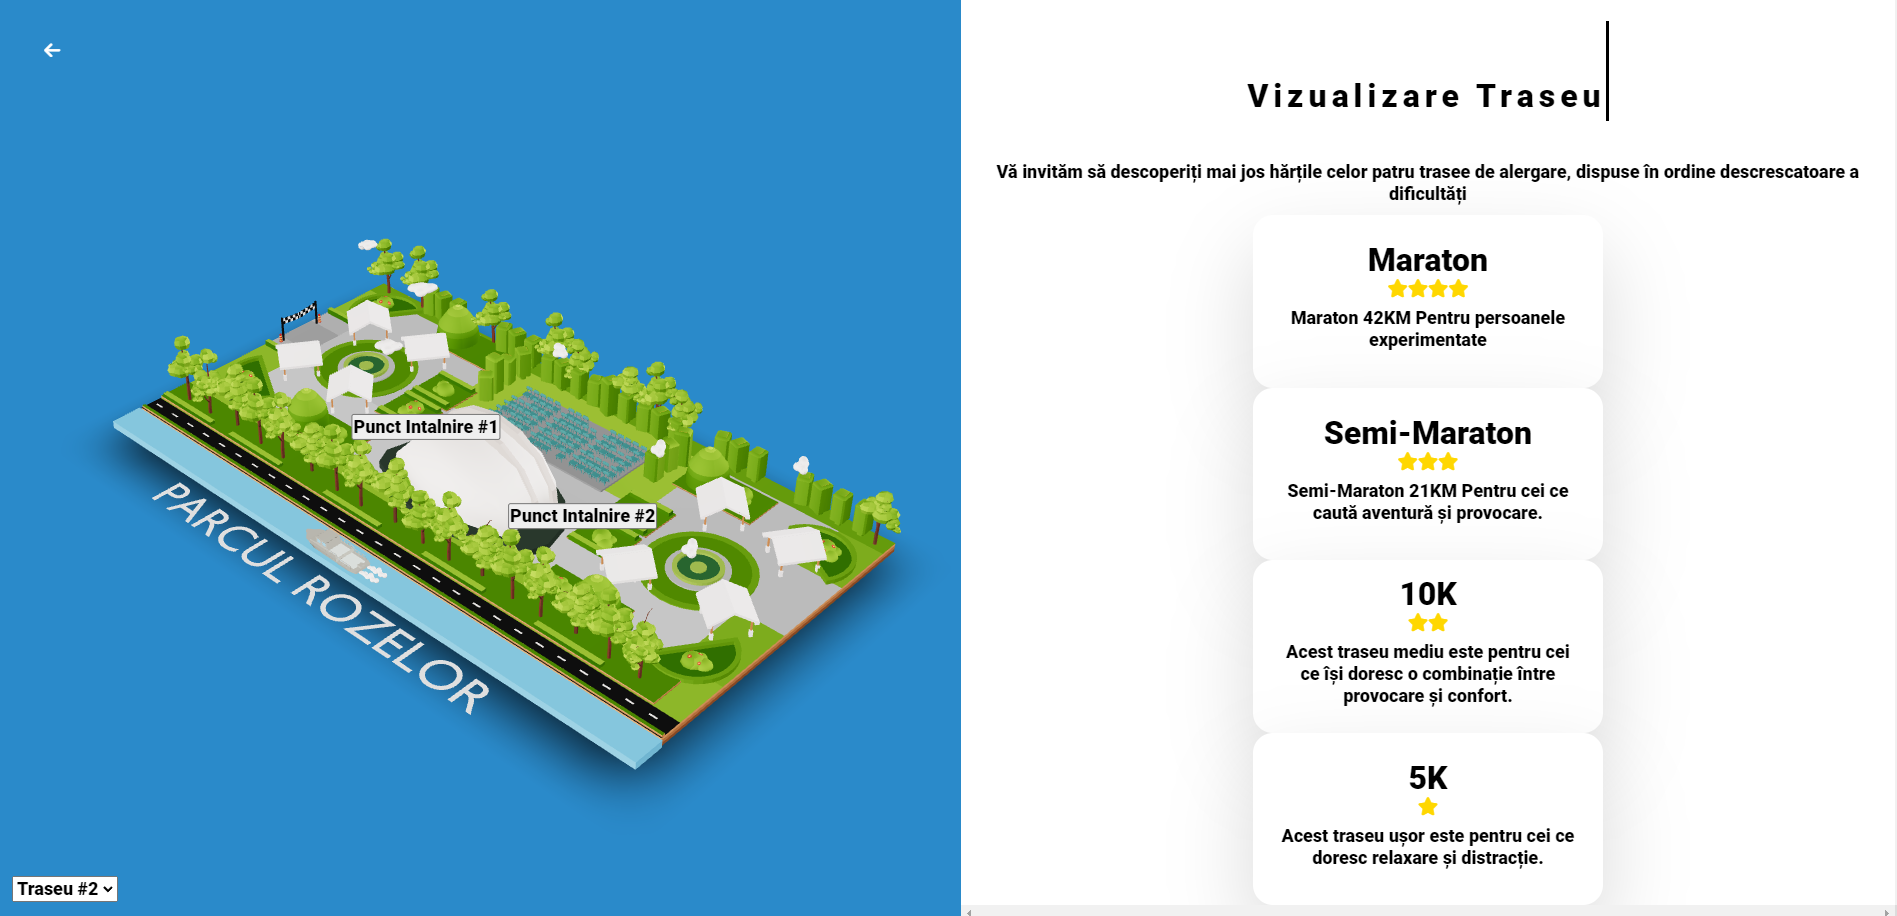 Vizualizare Traseu
Vă invităm să descoperiți mai jos hărțile celor patru trasee de alergare, dispuse în ordine descrescatoare a
dificultăți
Maraton
Maraton 42KM Pentru persoanele
experimentate
Semi-Maraton
Semi-Maraton 21KM Pentru cei ce
caută aventură și provocare.
10K
Acest traseu mediu este pentru cei
ce își doresc o combinație între
provocare și confort.
5K
Acest traseu ușor este pentru cei ce
doresc relaxare și distracție.
Punct Intalnire #1
Punct Intalnire #2
PARCUL ROZELOR
Traseu #2